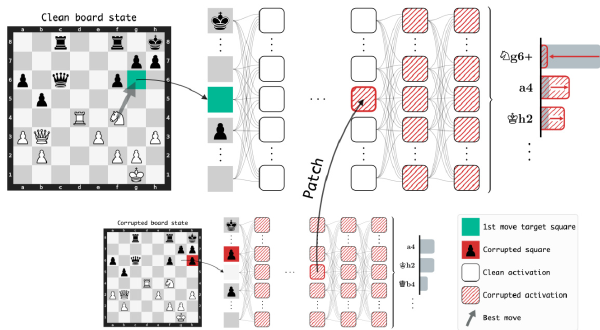 Clean board state
a b c d e f g h
8
7
6
5
4
3
2
1
♘g6+
a4
♔h2
Patch
Corrupted board state
a4
♔h2
♛b4
1st move target square
Corrupted square
Clean activation
Corrupted activation
Best move